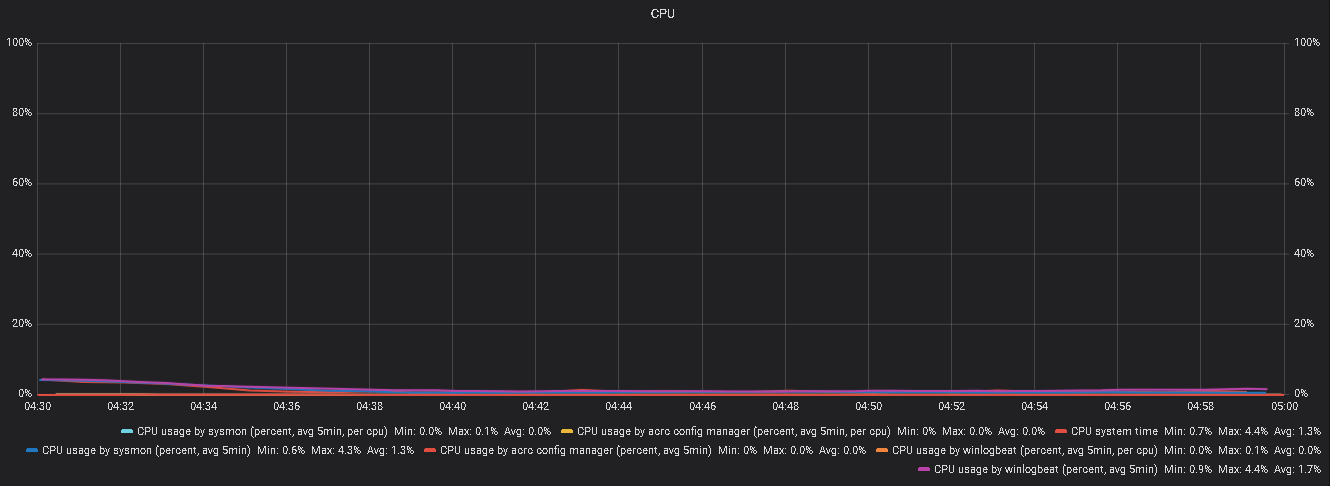 CPU
100% 100%
80% 80%
60% 60%
40% 40%
20% 20%
0% 0%
04:30 04:32 04:34 04:36 04:38 04:40 04:42 04:44 04:46 04:48 04:50 04:52 04:54 04:56 04:58 05:00
CPU usage by sysmon (percent, avg 5min, per cpu) Min: 0.0% Max: 0.1% Avg: 0.0% CPU usage by acrc config manager (percent, avg 5min, per cpu) Min: 0% Max: 0.0% Avg: 0.0% CPU system time Min: 0.7% Max: 4.4% Avg: 1.3%
CPU usage by sysmon (percent, avg 5min) Min: 0.6% Max: 4.3% Avg: 1.3% CPU usage by acrc config manager (percent, avg 5min) Min: 0% Max: 0.0% Avg: 0.0% CPU usage by winlogbeat (percent, avg 5min, per cpu) Min: 0.0% Max: 0.1% Avg: 0.0%
CPU usage by winlogbeat (percent, avg 5min) Min: 0.9% Max: 4.4% Avg: 1.7%